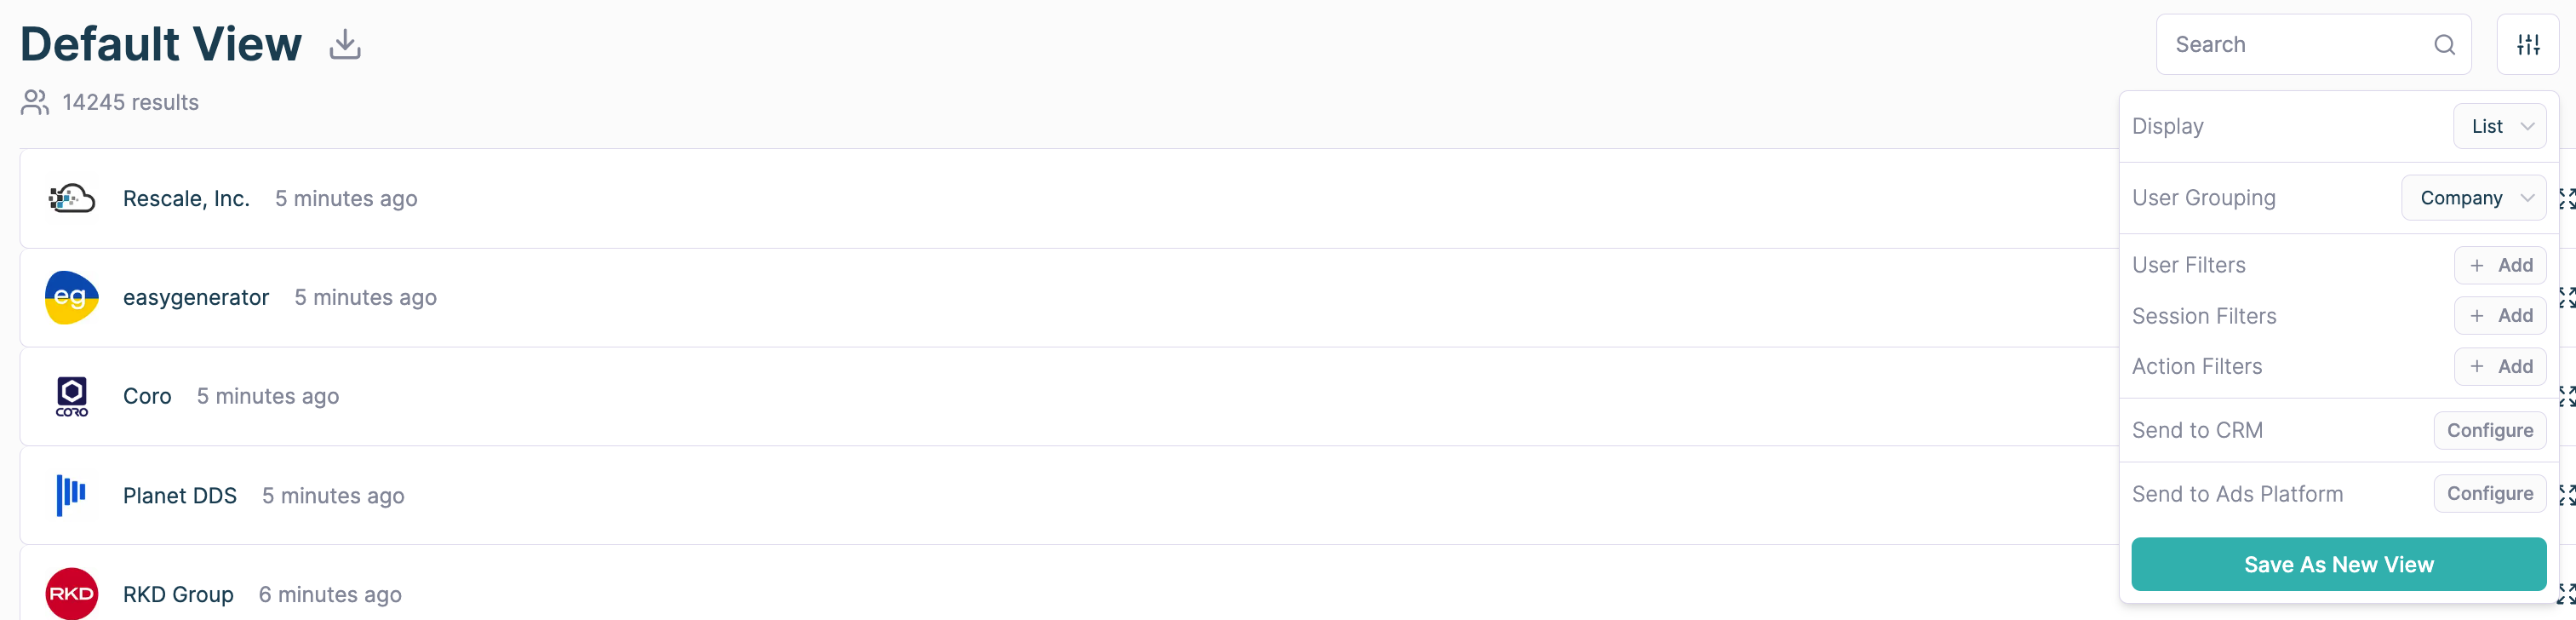 Default View
Search
14245 results
Display List
User Grouping Company
Rescale, Inc. 5 minutes ago
User Filters + Add
eg easygenerator 5 minutes ago
Session Filters + Add
Action Filters + Add
CORO Coro 5 minutes ago
Send to CRM Configure
Planet DDS 5 minutes ago
Send to Ads Platform Configure
Save As New View
RKD RKD Group 6 minutes ago